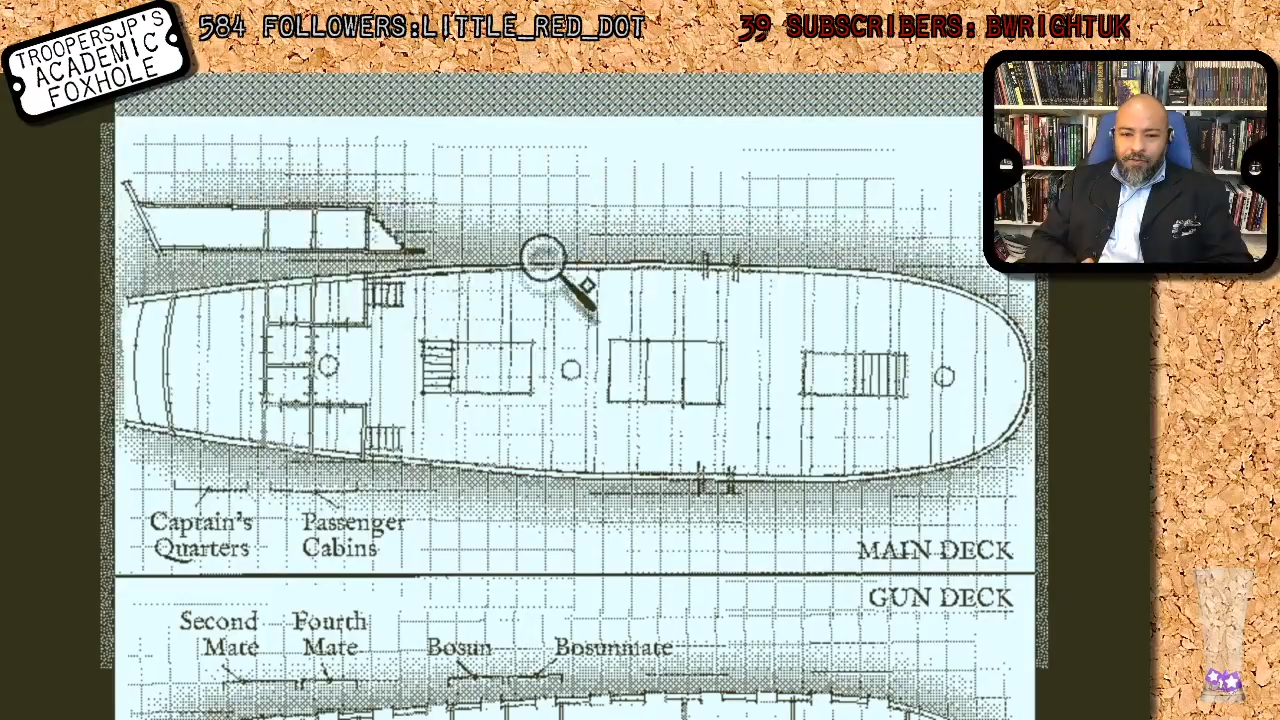 TROOPERSJP'S
ACADEMIC
FOXHOLE
584 FOLLOWERS:LITTLE_RED_DOT
39 SUBSCRIBERS: BWRIGHTUK
Captain's
Quarters
Passenger
Cabins
MAIN DECK
GUN DECK
Second
Mate
Fourth
Mate
Bosun
Bosunmate